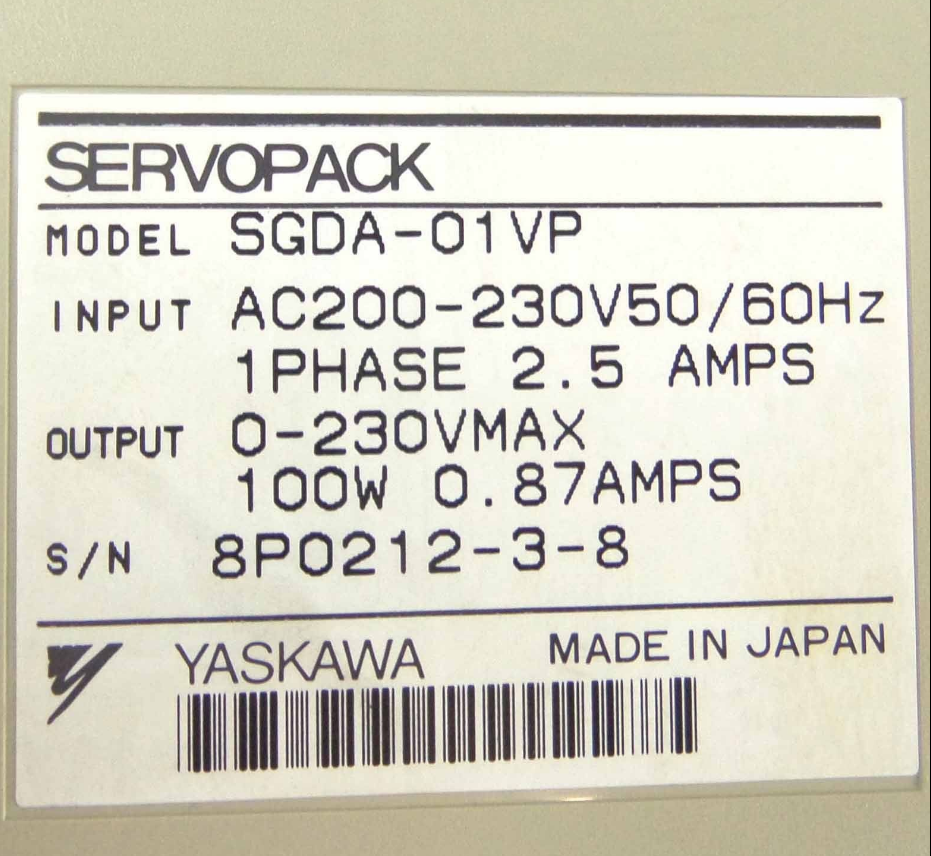 SERVOPACK
MODEL SGDA-01VP
INPUT AC200-230V50/60Hz
1PHASE 2.5 AMPS
OUTPUT 0-230VMAX
100W 0.87AMPS
S/N 8P0212-3-8
YASKAWA MADE IN JAPAN